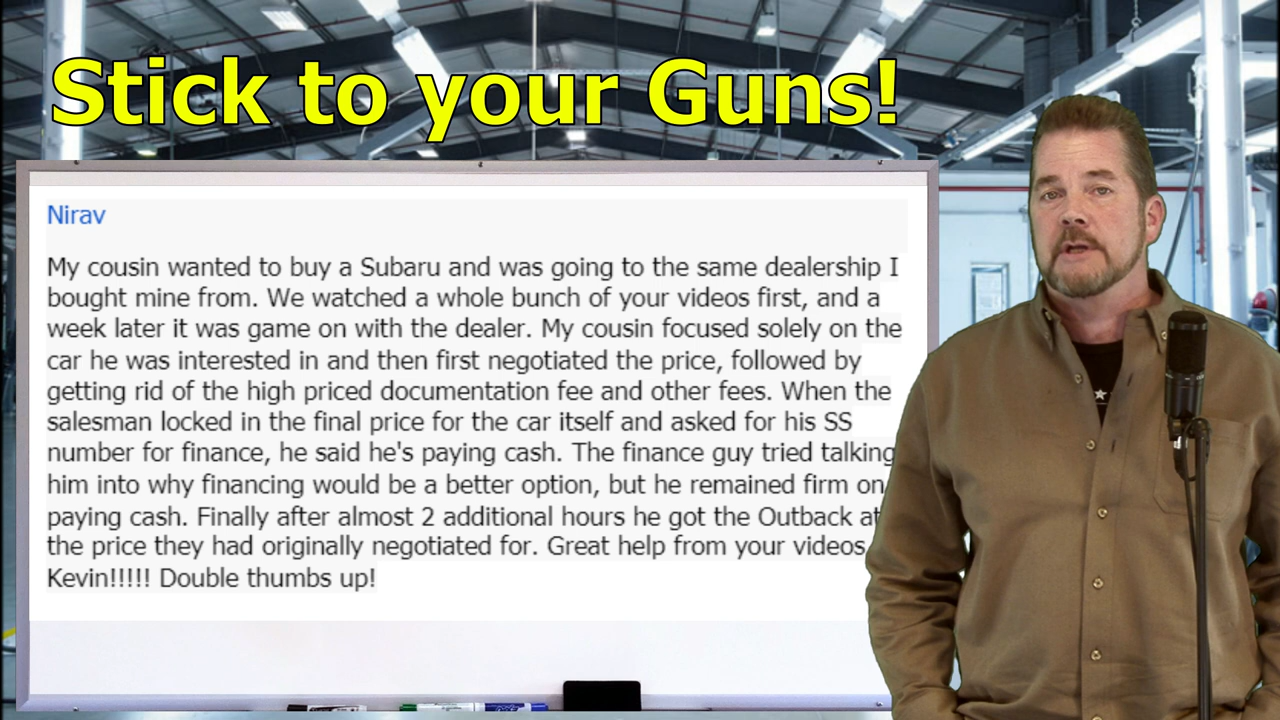 Stick to your Guns!
Nirav
My cousin wanted to buy a Subaru and was going to the same dealership I
bought mine from. We watched a whole bunch of your videos first, and a
week later it was game on with the dealer. My cousin focused solely on the
car he was interested in and then first negotiated the price, followed by
getting rid of the high priced documentation fee and other fees. When the
salesman locked in the final price for the car itself and asked for his SS
number for finance, he said he's paying cash. The finance guy tried talking
him into why financing would be a better option, but he remained firm on
paying cash. Finally after almost 2 additional hours he got the Outback at
the price they had originally negotiated for. Great help from your videos
Kevin!!!!! Double thumbs up!